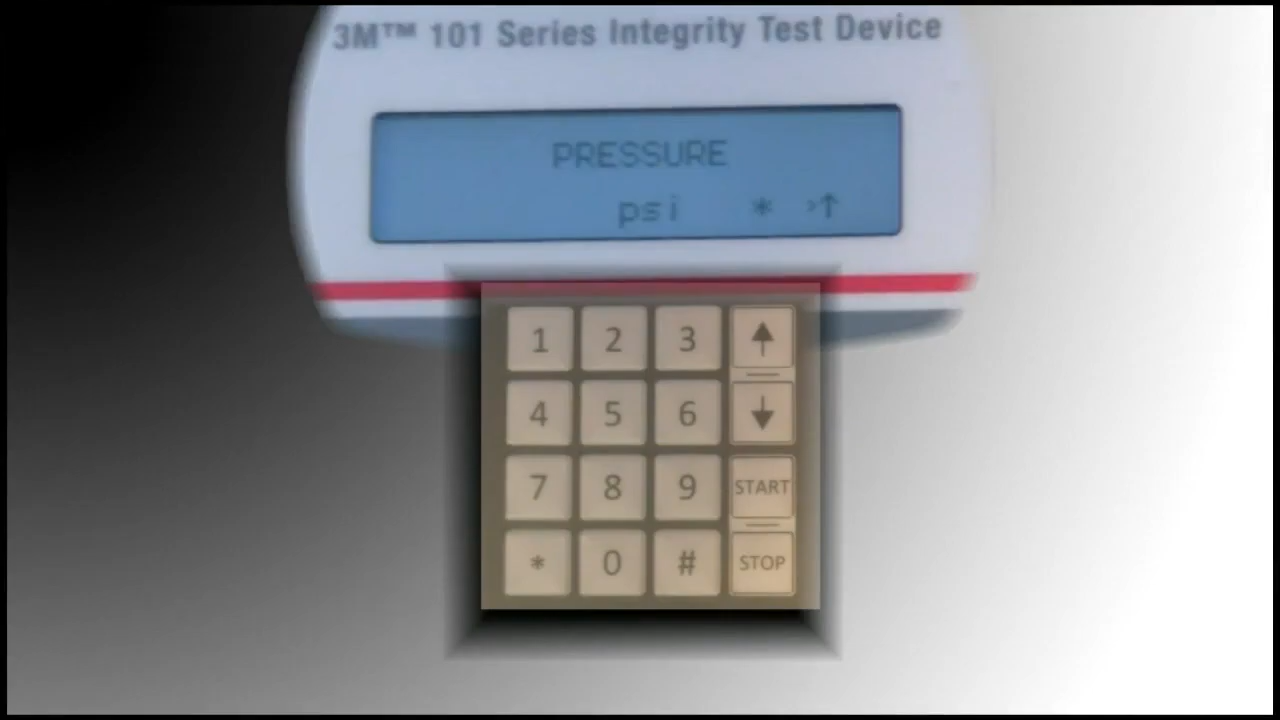 3M™ 101 Series Integrity Test Device
PRESSURE
psi * ›↑
1 2 3 ↑
4 5 6 ↓
7 8 9 START
* 0 # STOP